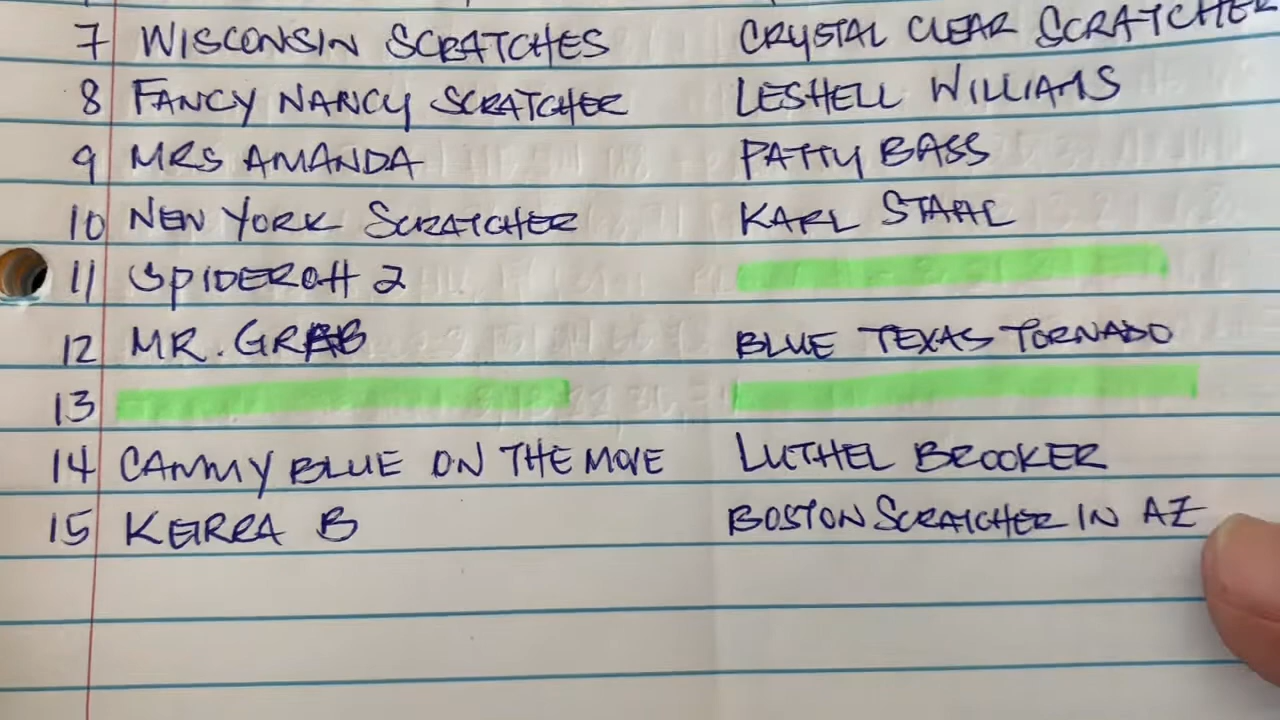 7 WISCONSIN SCRATCHES CRYSTAL CLEAR SCRATCHER
8 FANCY NANCY SCRATCHER LESHELL WILLIAMS
9 MRS AMANDA PATTY BASS
10 NEW YORK SCRATCHER KARL STAAL
11 SPIDEROH 2
12 MR. GRAB BLUE TEXAS TORNADO
13
14 CAMMY BLUE ON THE MOVE LUTHEL BROOKER
15 KEIRRA B BOSTON SCRATCHER IN AZ